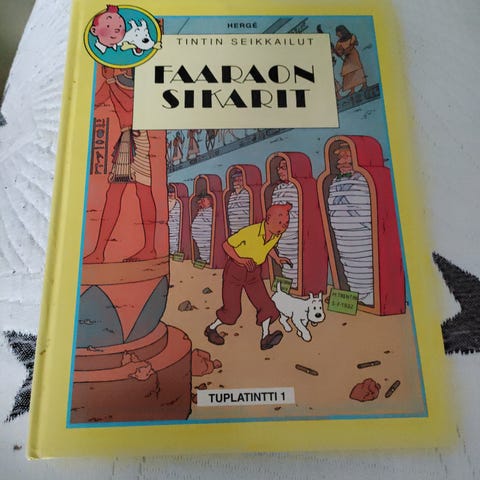 HERGÉ
TINTIN SEIKKAILUT
FAARAON
SIKARIT
TUPLATINTTI 1